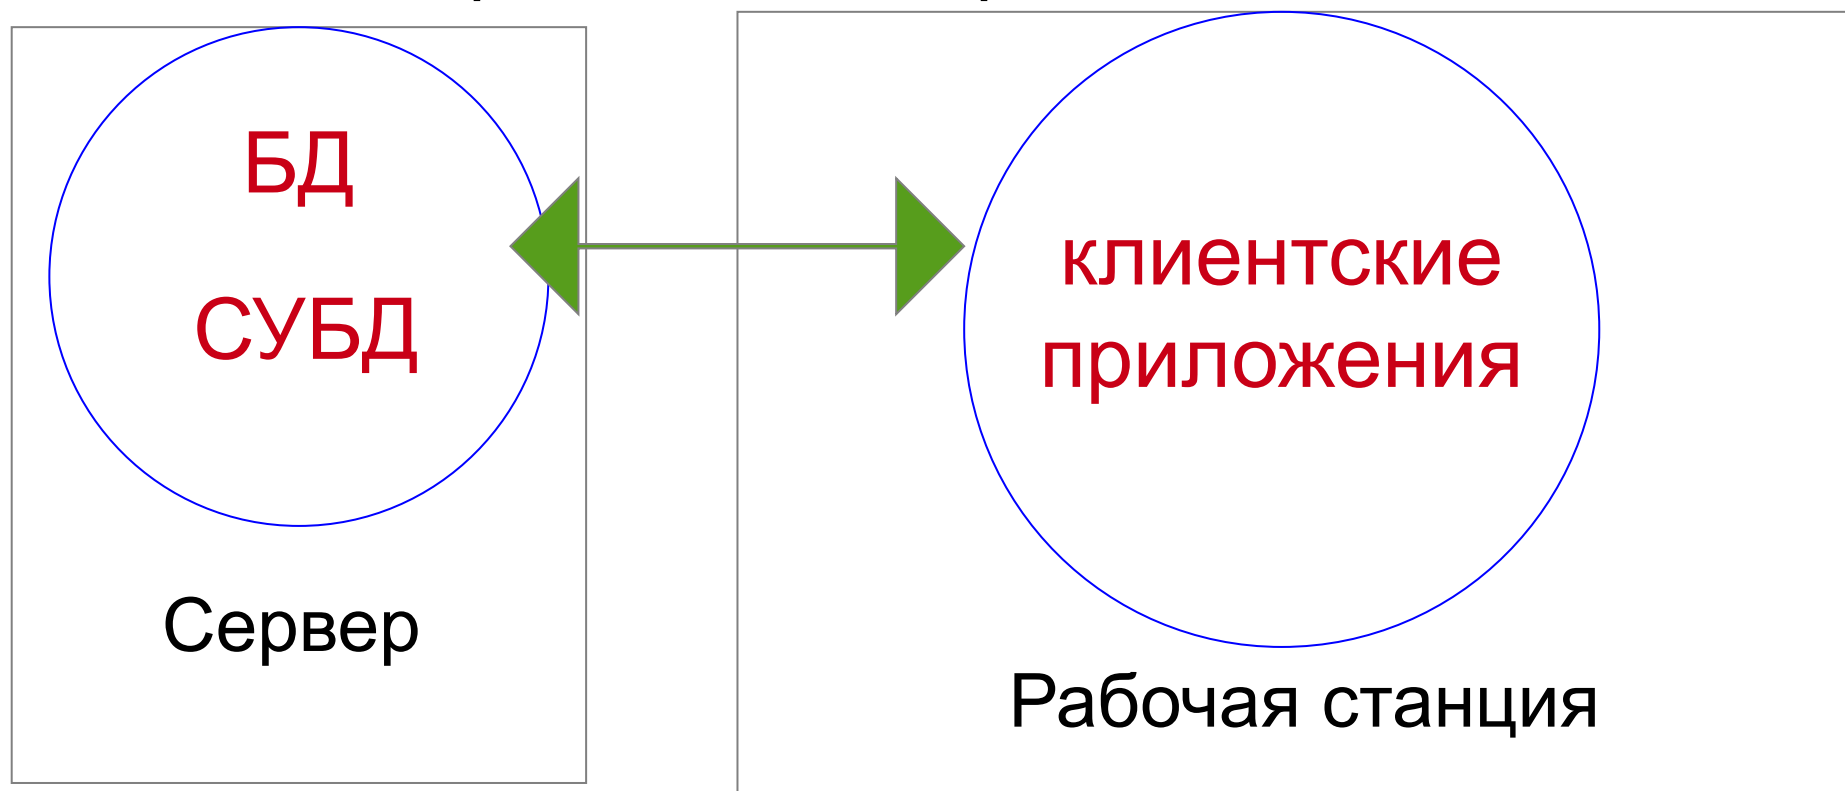 БД
СУБД
Сервер
клиентские
приложения
Рабочая станция